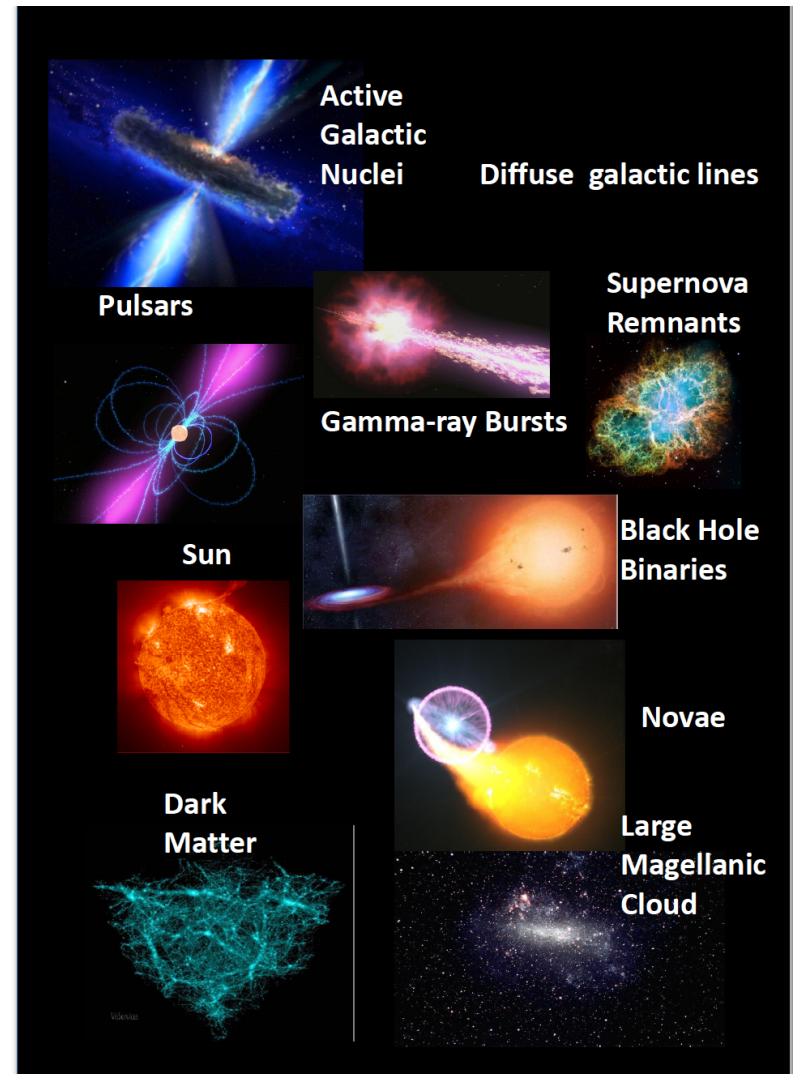 Active
Galactic
Nuclei
Diffuse galactic lines
Pulsars
Supernova
Remnants
Gamma-ray Bursts
Black Hole
Binaries
Sun
Novae
Dark
Matter
Large
Magellanic
Cloud